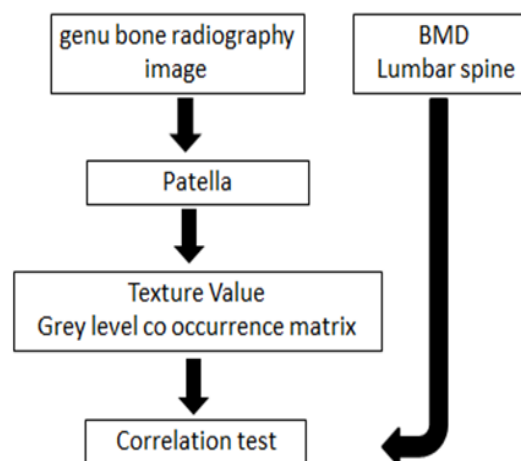 genu bone radiography
image
BMD
Lumbar spine
Patella
Texture Value
Grey level co occurrence matrix
Correlation test